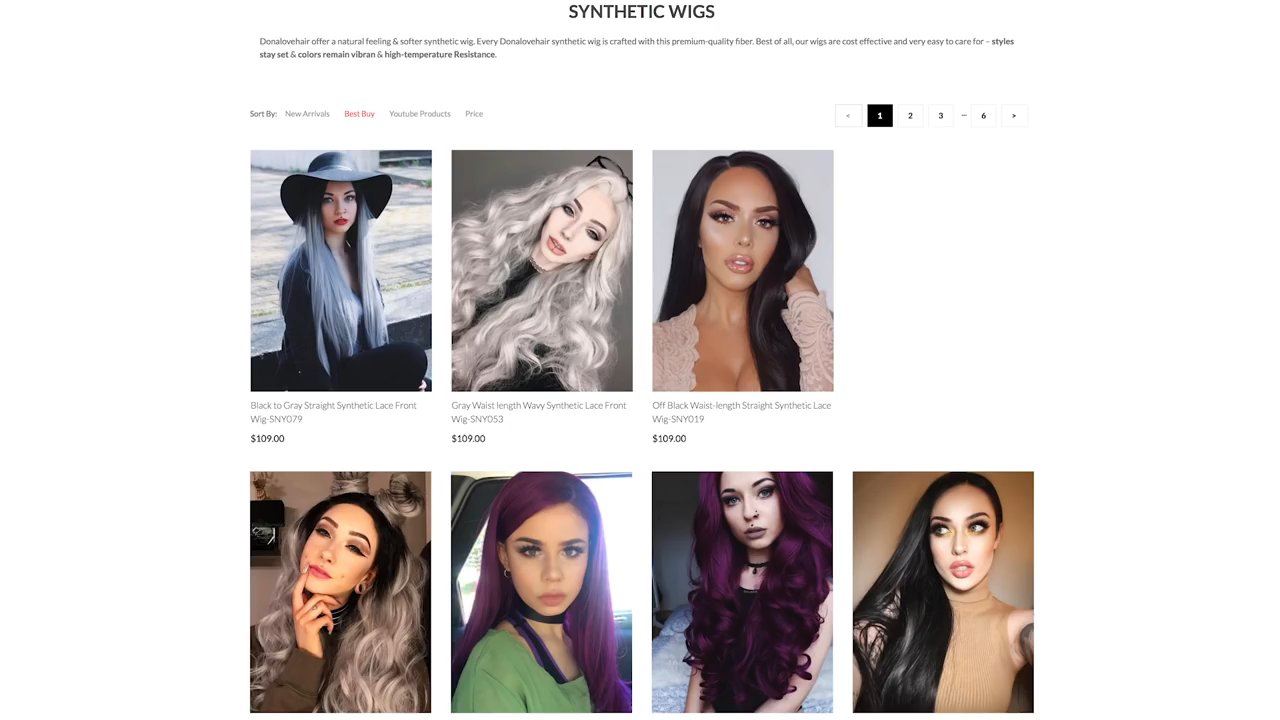 SYNTHETIC WIGS
Donalovehair offer a natural feeling & softer synthetic wig. Every Donalovehair synthetic wig is crafted with this premium-quality fiber. Best of all, our wigs are cost effective and very easy to care for – styles
stay set & colors remain vibran & high-temperature Resistance.
Sort By: New Arrivals Best Buy Youtube Products Price
< 1 2 3 ... 6 >
Black to Gray Straight Synthetic Lace Front
Wig-SNY079
$109.00
Gray Waist length Wavy Synthetic Lace Front
Wig-SNY053
$109.00
Off Black Waist-length Straight Synthetic Lace
Wig-SNY019
$109.00